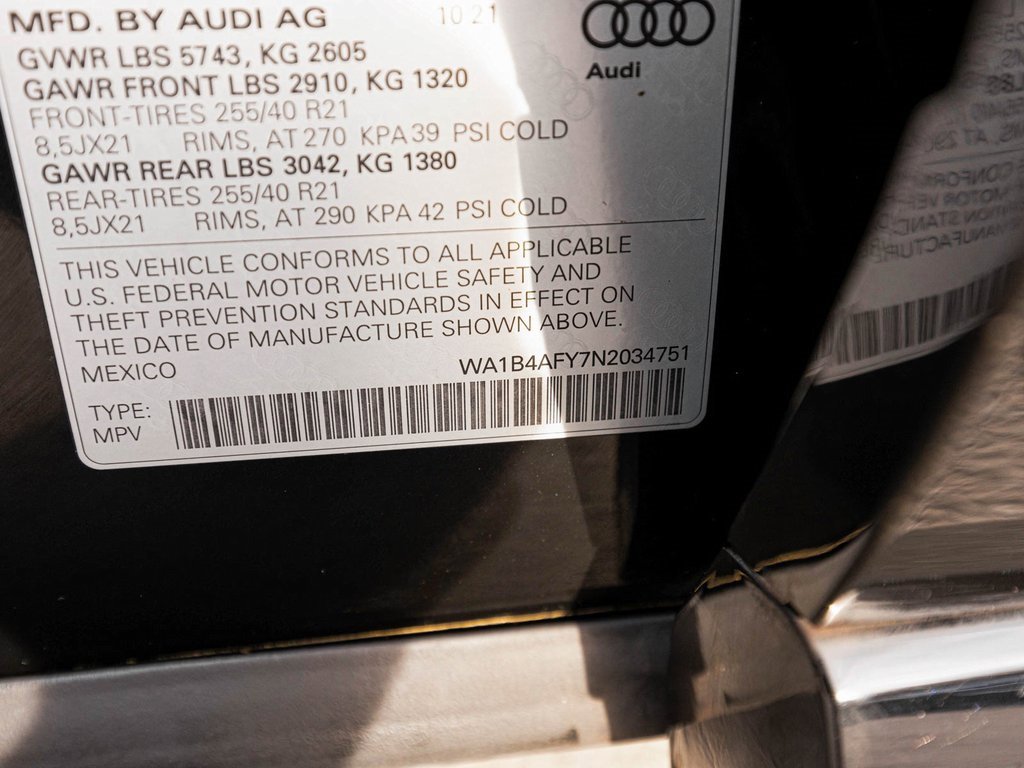 MFD. BY AUDI AG 10 21
GVWR LBS 5743, KG 2605
Audi
GAWR FRONT LBS 2910, KG 1320
FRONT-TIRES 255/40 R21
8,5JX21 RIMS, AT 270 KPA 39 PSI COLD
GAWR REAR LBS 3042, KG 1380
REAR-TIRES 255/40 R21
8,5JX21 RIMS, AT 290 KPA 42 PSI COLD
THIS VEHICLE CONFORMS TO ALL APPLICABLE
U.S. FEDERAL MOTOR VEHICLE SAFETY AND
THEFT PREVENTION STANDARDS IN EFFECT ON
THE DATE OF MANUFACTURE SHOWN ABOVE.
MEXICO WA1B4AFY7N2034751
TYPE:
MPV